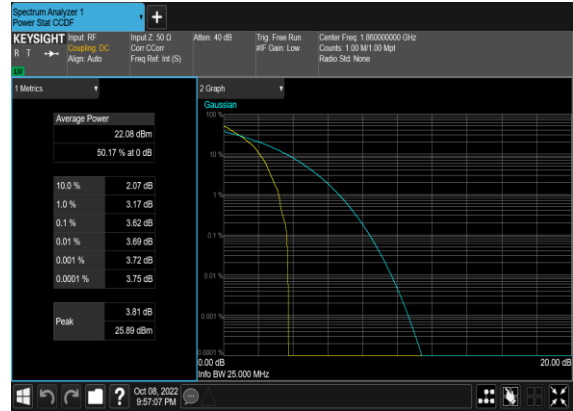 Spectrum Analyzer 1
Power Stat CCDF
KEYSIGHT
R T
LXI
Input: RF
Coupling: DC
Align: Auto
Input Z: 50 Ω
Corr CCorr
Freq Ref: Int (S)
Atten: 40 dB
Trig: Free Run
#IF Gain: Low
Center Freq: 1.860000000 GHz
Counts: 1.00 M/1.00 Mpt
Radio Std: None
1 Metrics
Average Power
22.08 dBm
50.17 % at 0 dB
10.0 % 2.07 dB
1.0 % 3.17 dB
0.1 % 3.62 dB
0.01 % 3.69 dB
0.001 % 3.72 dB
0.0001 % 3.75 dB
Peak
3.81 dB
25.89 dBm
2 Graph
Gaussian
100 %
10 %
1 %
0.1 %
0.01 %
0.001 %
0.0001 %
0.00 dB
20.00 dB
Info BW 25.000 MHz
?
Oct 08, 2022
9:57:07 PM